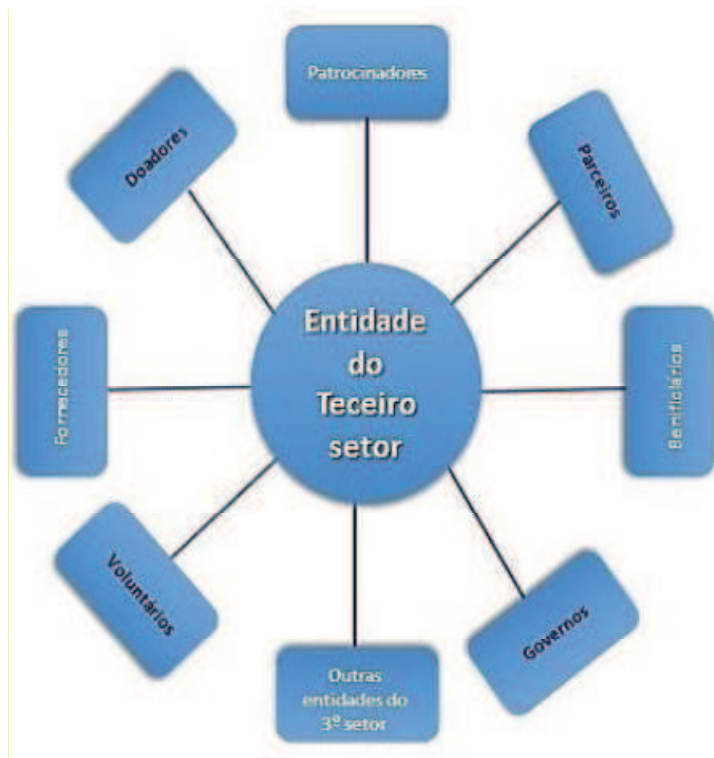 Patrocinadores
Doadores
Parceiros
Entidade
do
Teceiro
setor
Fornecedores
Benificiários
Voluntários
Governos
Outras
entidades do
3º setor